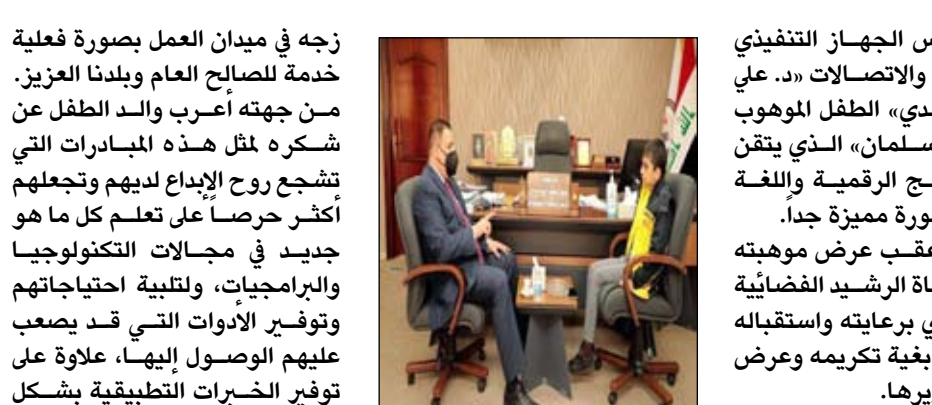 س الجهاز التنفيذي
والاتصالات «د. علي
دي» الطفل الموهوب
سلمان» الذي يتقن
ج الرقمية واللغة
ورة مميزة جداً.
عقب عرض موهبته
اة الرشيد الفضائية
ي برعايته واستقباله
بغية تكريمه وعرض
يرها.
زجه في ميدان العمل بصورة فعلية
خدمة للصالح العام وبلدنا العزيز.
من جهته أعرب والد الطفل عن
شكره لمثل هذه المبادرات التي
تشجع روح الإبداع لديهم وتجعلهم
أكثر حرصاً على تعلم كل ما هو
جديد في مجالات التكنولوجيا
والبرامجيات، ولتلبية احتياجاتهم
وتوفير الأدوات التي قد يصعب
عليهم الوصول إليها، علاوة على
توفير الخبرات التطبيقية بشكل